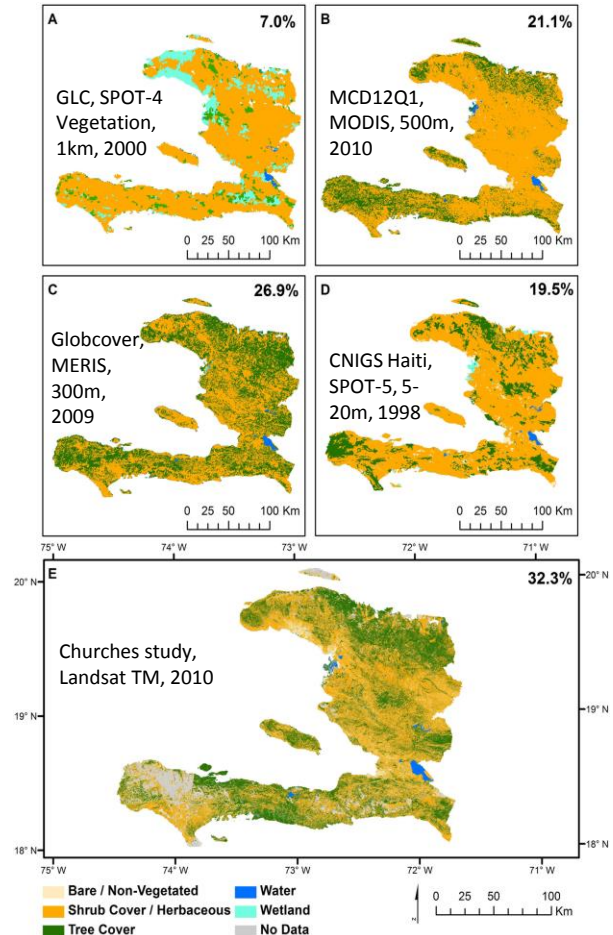 A 7.0%
GLC, SPOT-4
Vegetation,
1km, 2000
0 25 50 100 Km
B 21.1%
MCD12Q1,
MODIS, 500m,
2010
0 25 50 100 Km
C 26.9%
Globcover,
MERIS,
300m,
2009
0 25 50 100 Km
D 19.5%
CNIGS Haiti,
SPOT-5, 5-
20m, 1998
0 25 50 100 Km
75° W 74° W 73° W 72° W 71° W
E 32.3%
20° N 20° N
Churches study,
Landsat TM, 2010
19° N 19° N
18° N 18° N
75° W 74° W 73° W 72° W 71° W
Bare / Non-Vegetated
Shrub Cover / Herbaceous
Tree Cover
Water
Wetland
No Data
N
0 50 100
Km